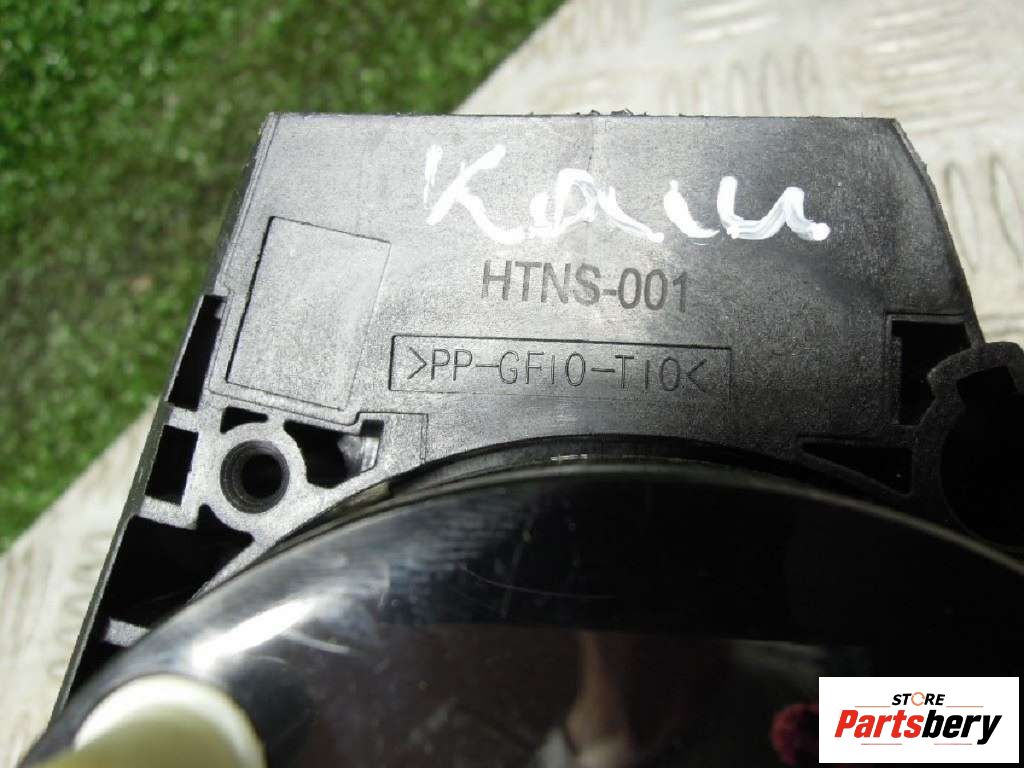 HTNS-001
>PP-GF10-T10<
STORE
Partsbery